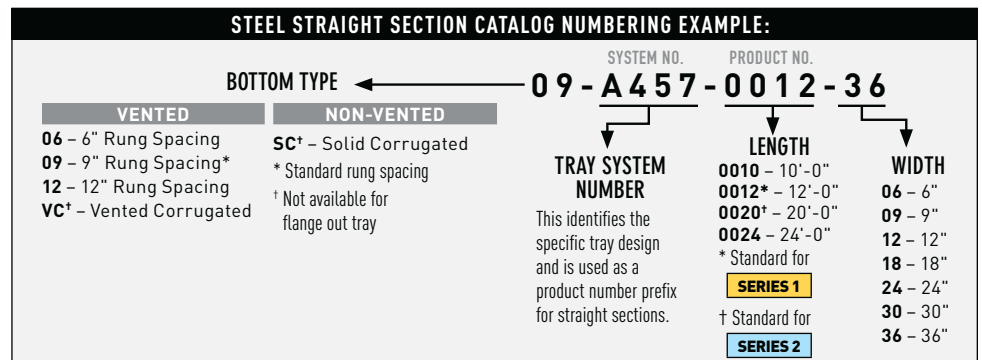 STEEL STRAIGHT SECTION CATALOG NUMBERING EXAMPLE:
SYSTEM NO. PRODUCT NO.
BOTTOM TYPE 09-A457-0012-36
VENTED
06 – 6" Rung Spacing
09 – 9" Rung Spacing*
12 – 12" Rung Spacing
VC† – Vented Corrugated
NON-VENTED
SC† – Solid Corrugated
* Standard rung spacing
† Not available for
flange out tray
TRAY SYSTEM
NUMBER
This identifies the
specific tray design
and is used as a
product number prefix
for straight sections.
LENGTH
0010 – 10'-0"
0012* – 12'-0"
0020† – 20'-0"
0024 – 24'-0"
* Standard for
SERIES 1
† Standard for
SERIES 2
WIDTH
06 – 6"
09 – 9"
12 – 12"
18 – 18"
24 – 24"
30 – 30"
36 – 36"